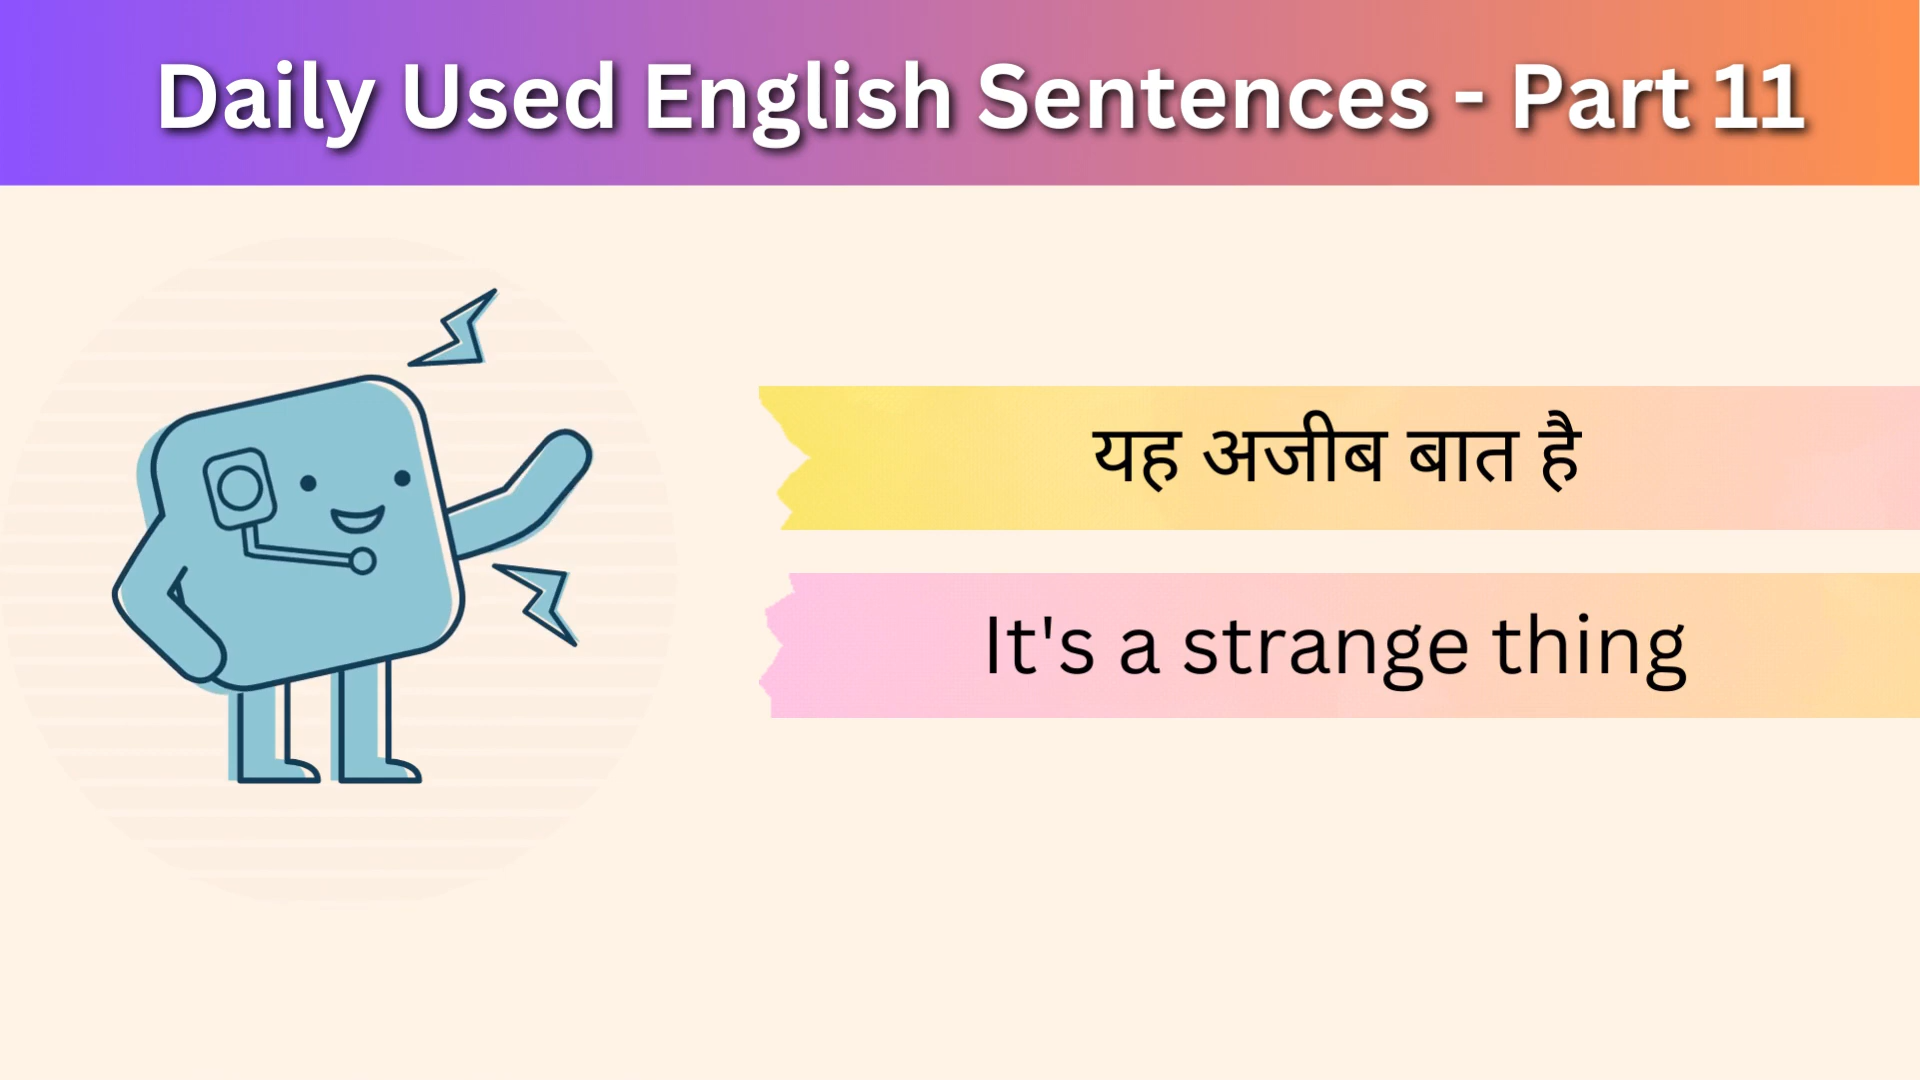 Daily Used English Sentences - Part 11
यह अजीब बात है
It's a strange thing